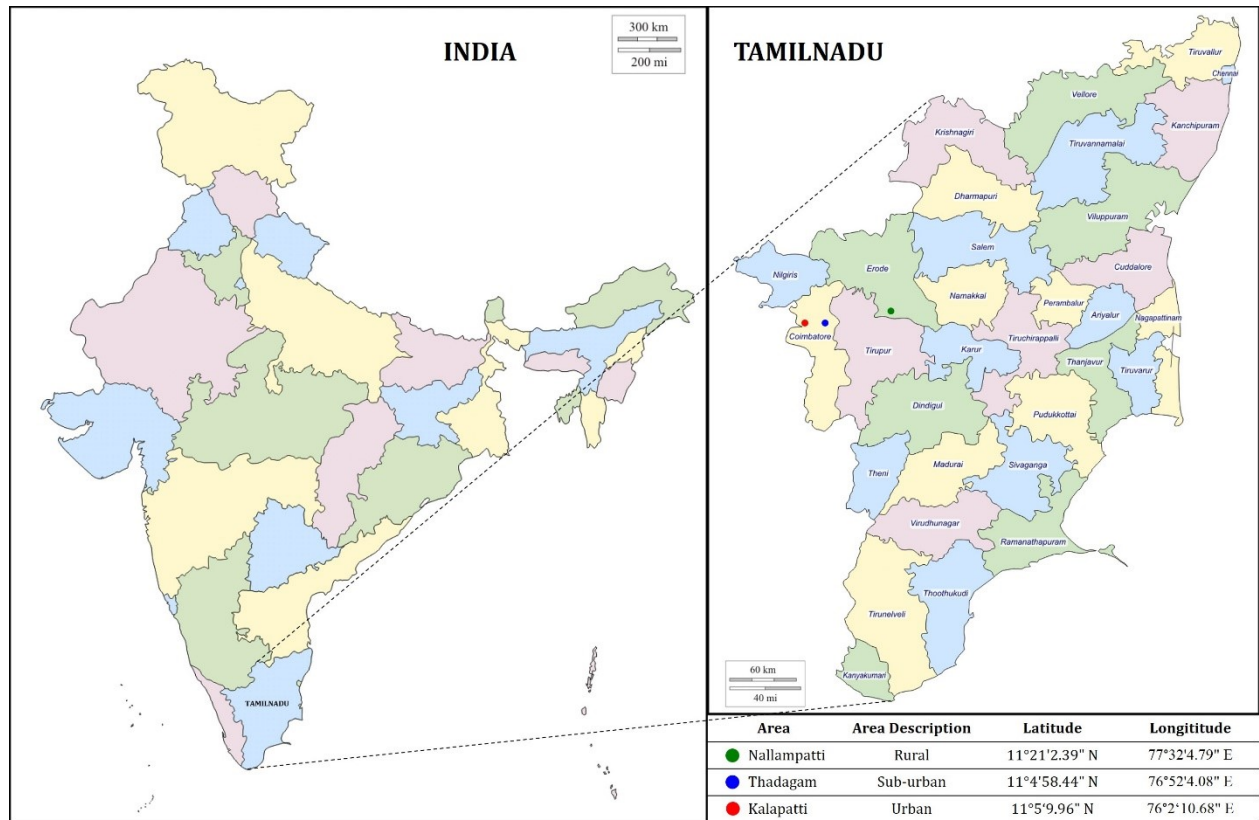 INDIA
300 km
200 mi
TAMILNADU
TAMILNADU
Tiruvallur
Chennai
Vellore
Kanchipuram
Krishnagiri
Tiruvannamalai
Dharmapuri
Viluppuram
Salem
Cuddalore
Nilgiris
Erode
Namakkal
Perambalur
Ariyalur
Nagapattinam
Coimbatore
Tirupur
Karur
Tiruchirappalli
Thanjavur
Tiruvarur
Dindigul
Pudukkottai
Theni
Madurai
Sivaganga
Virudhunagar
Ramanathapuram
Tirunelveli
Thoothukudi
Kanyakumari
60 km
40 mi
Area Area Description Latitude Longititude
Nallampatti Rural 11°21'2.39" N 77°32'4.79" E
Thadagam Sub-urban 11°4'58.44" N 76°52'4.08" E
Kalapatti Urban 11°5'9.96" N 76°2'10.68" E